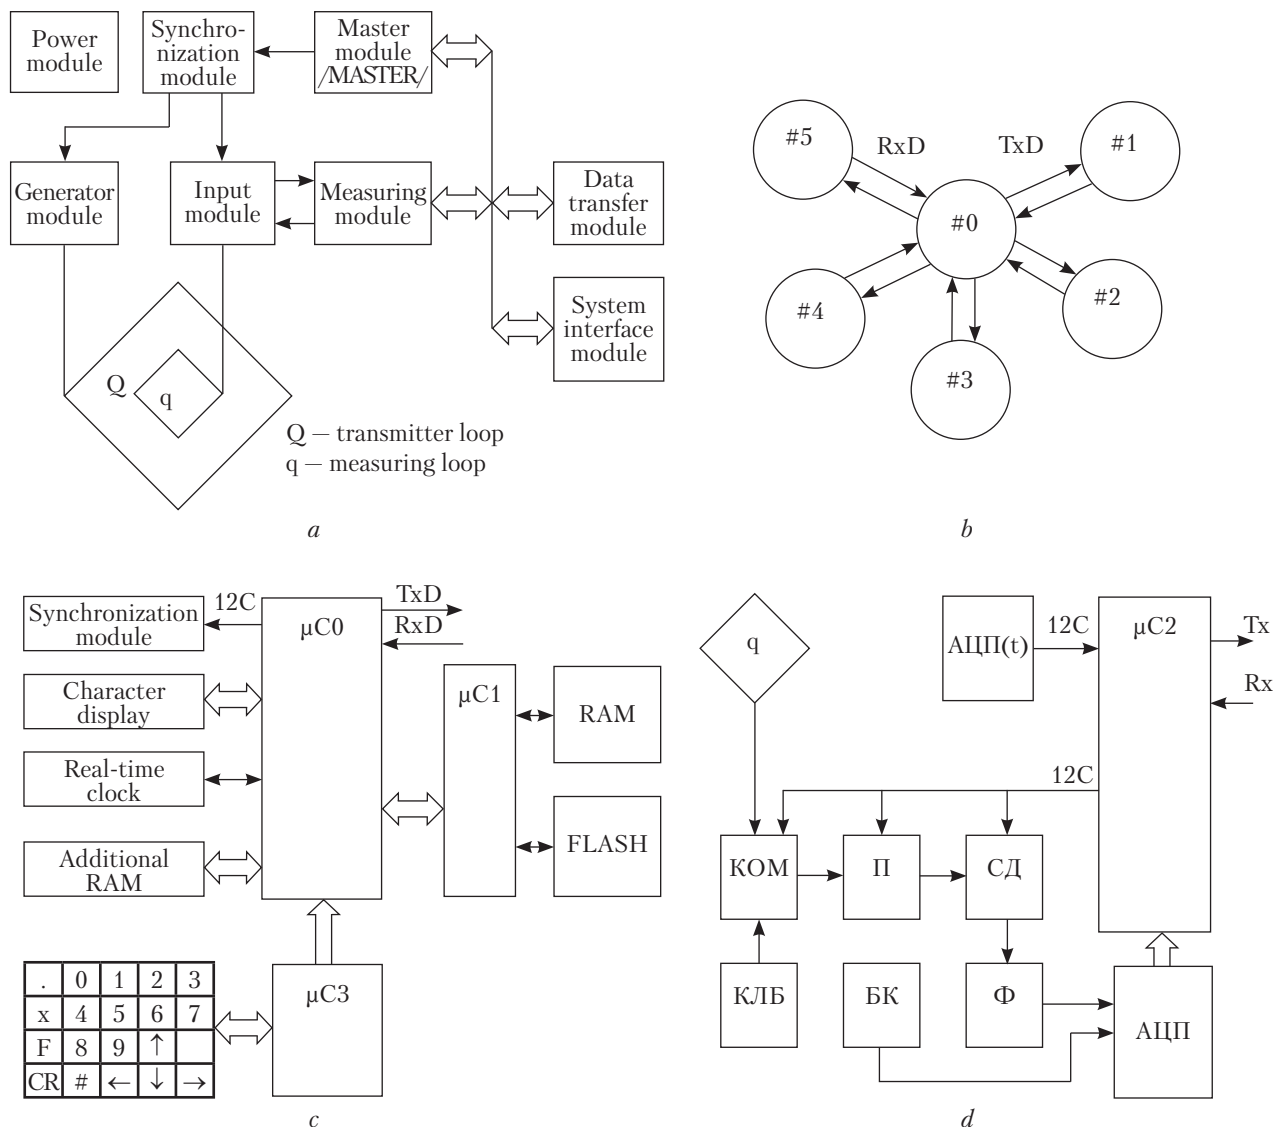 Power
module
Synchro-
nization
module
Master
module
/MASTER/
Generator
module
Input
module
Measuring
module
Data
transfer
module
System
interface
module
Q
q
Q – transmitter loop
q – measuring loop
a
#5
RxD
TxD
#1
#0
#4
#2
#3
b
Synchronization
module
12C
μC0
TxD
RxD
Character
display
μC1
RAM
Real-time
clock
FLASH
Additional
RAM
μC3
. 0 1 2 3
x 4 5 6 7
F 8 9 ↑
CR # ← ↓ →
c
q
АЦП(t)
12C
μC2
Tx
Rx
12C
КОМ
П
СД
КЛБ
БК
Ф
АЦП
d